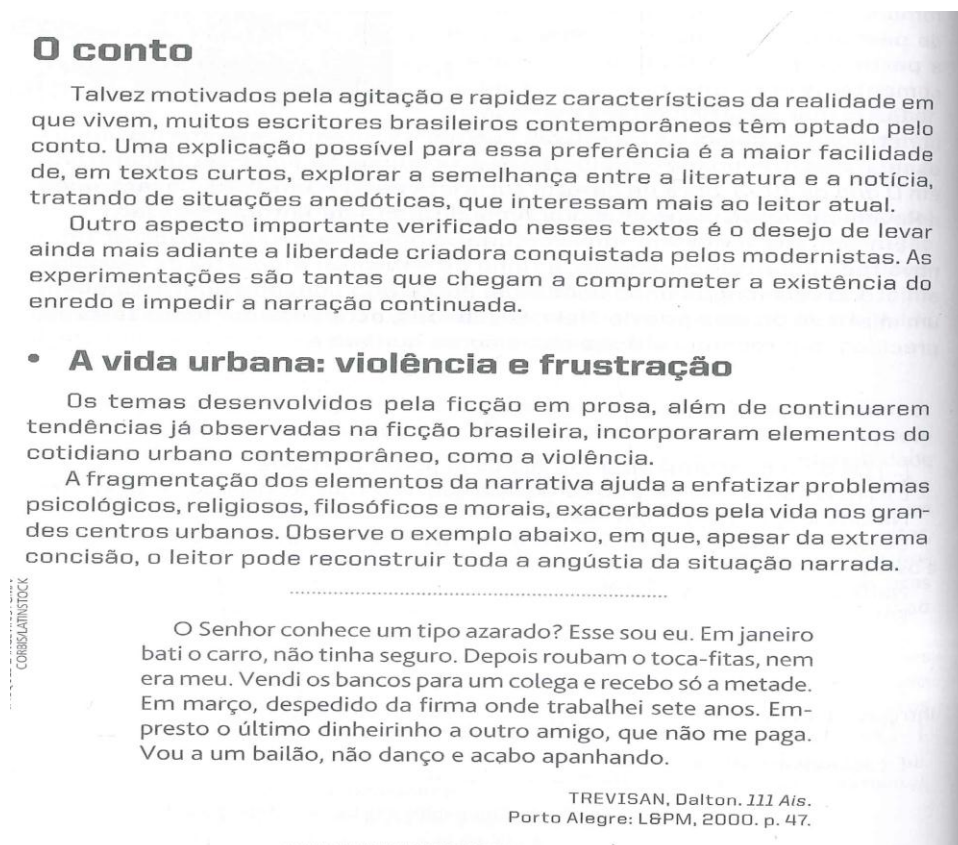 O conto
Talvez motivados pela agitação e rapidez características da realidade em
que vivem, muitos escritores brasileiros contemporâneos têm optado pelo
conto. Uma explicação possível para essa preferência é a maior facilidade
de, em textos curtos, explorar a semelhança entre a literatura e a notícia,
tratando de situações anedóticas, que interessam mais ao leitor atual.
Outro aspecto importante verificado nesses textos é o desejo de levar
ainda mais adiante a liberdade criadora conquistada pelos modernistas. As
experimentações são tantas que chegam a comprometer a existência do
enredo e impedir a narração continuada.
• A vida urbana: violência e frustração
Os temas desenvolvidos pela ficção em prosa, além de continuarem
tendências já observadas na ficção brasileira, incorporaram elementos do
cotidiano urbano contemporâneo, como a violência.
A fragmentação dos elementos da narrativa ajuda a enfatizar problemas
psicológicos, religiosos, filosóficos e morais, exacerbados pela vida nos gran-
des centros urbanos. Observe o exemplo abaixo, em que, apesar da extrema
concisão, o leitor pode reconstruir toda a angústia da situação narrada.
CORBIS/LATINSTOCK
O Senhor conhece um tipo azarado? Esse sou eu. Em janeiro
bati o carro, não tinha seguro. Depois roubam o toca-fitas, nem
era meu. Vendi os bancos para um colega e recebo só a metade.
Em março, despedido da firma onde trabalhei sete anos. Em-
presto o último dinheirinho a outro amigo, que não me paga.
Vou a um bailão, não danço e acabo apanhando.
TREVISAN, Dalton. 111 Ais.
Porto Alegre: L&PM, 2000. p. 47.